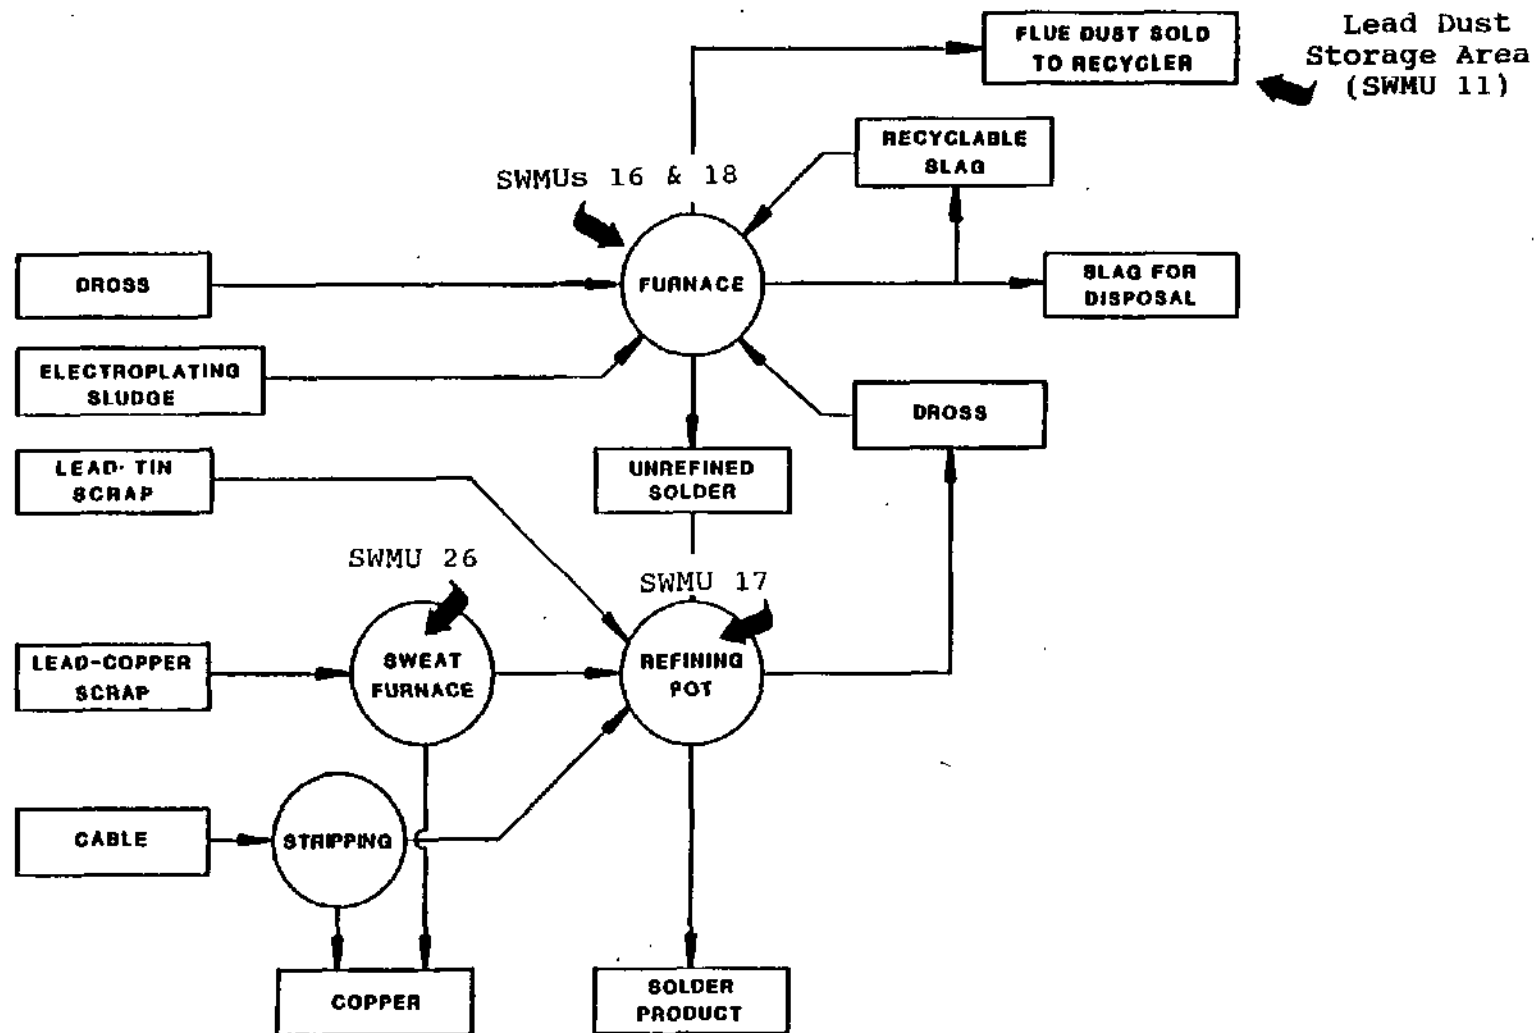 FLUE DUST SOLD
TO RECYCLER
Lead Dust
Storage Area
(SWMU 11)
RECYCLABLE
SLAG
SWMUs 16 & 18
DROSS
FURNACE
SLAG FOR
DISPOSAL
ELECTROPLATING
SLUDGE
DROSS
LEAD-TIN
SCRAP
UNREFINED
SOLDER
SWMU 26
SWMU 17
LEAD-COPPER
SCRAP
SWEAT
FURNACE
REFINING
POT
CABLE
STRIPPING
COPPER
SOLDER
PRODUCT